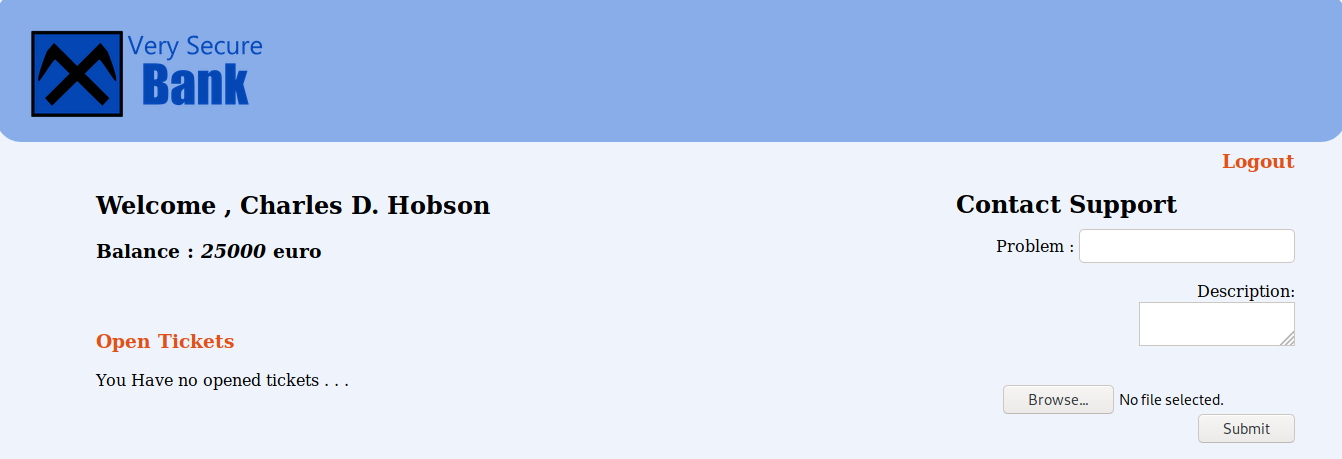 Very Secure
Bank
Logout
Welcome , Charles D. Hobson
Balance : 25000 euro
Open Tickets
You Have no opened tickets . . .
Contact Support
Problem :
Description:
Browse... No file selected.
Submit